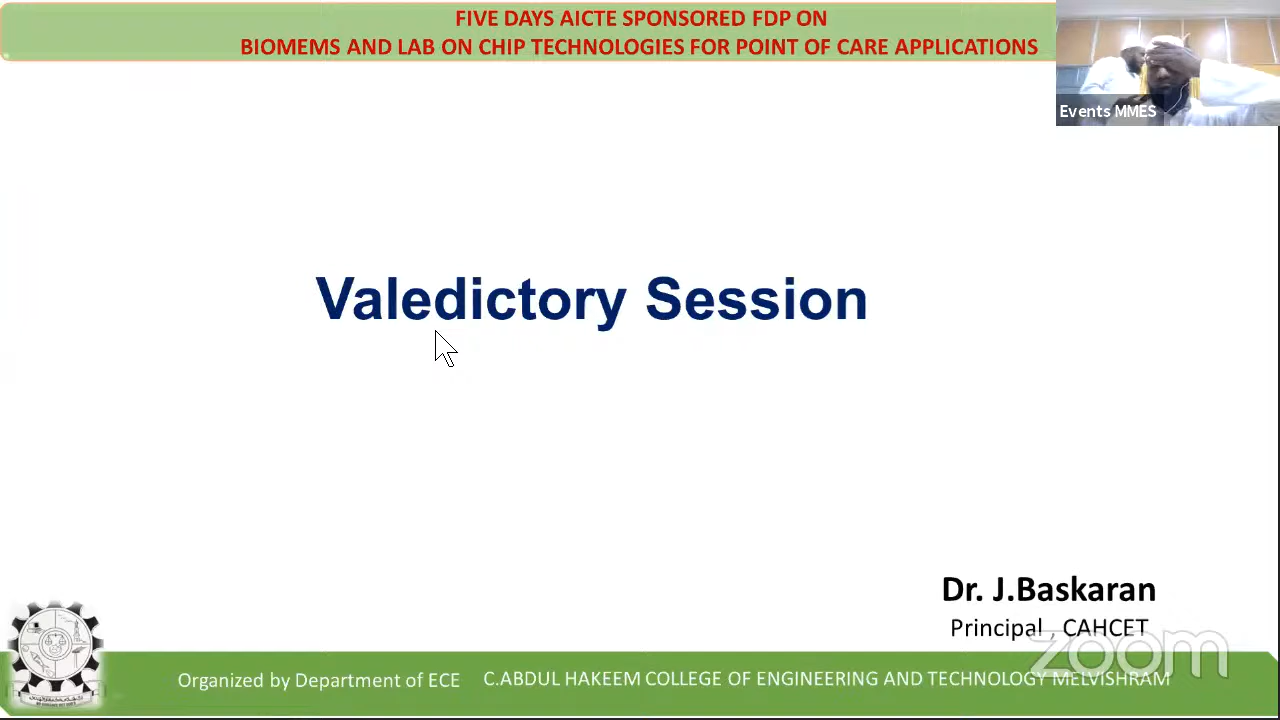 FIVE DAYS AICTE SPONSORED FDP ON
BIOMEMS AND LAB ON CHIP TECHNOLOGIES FOR POINT OF CARE APPLICATIONS
Events MMES
Valedictory Session
Dr. J.Baskaran
Principal , CAHCET
zoom
Organized by Department of ECE C.ABDUL HAKEEM COLLEGE OF ENGINEERING AND TECHNOLOGY MELVISHRAM